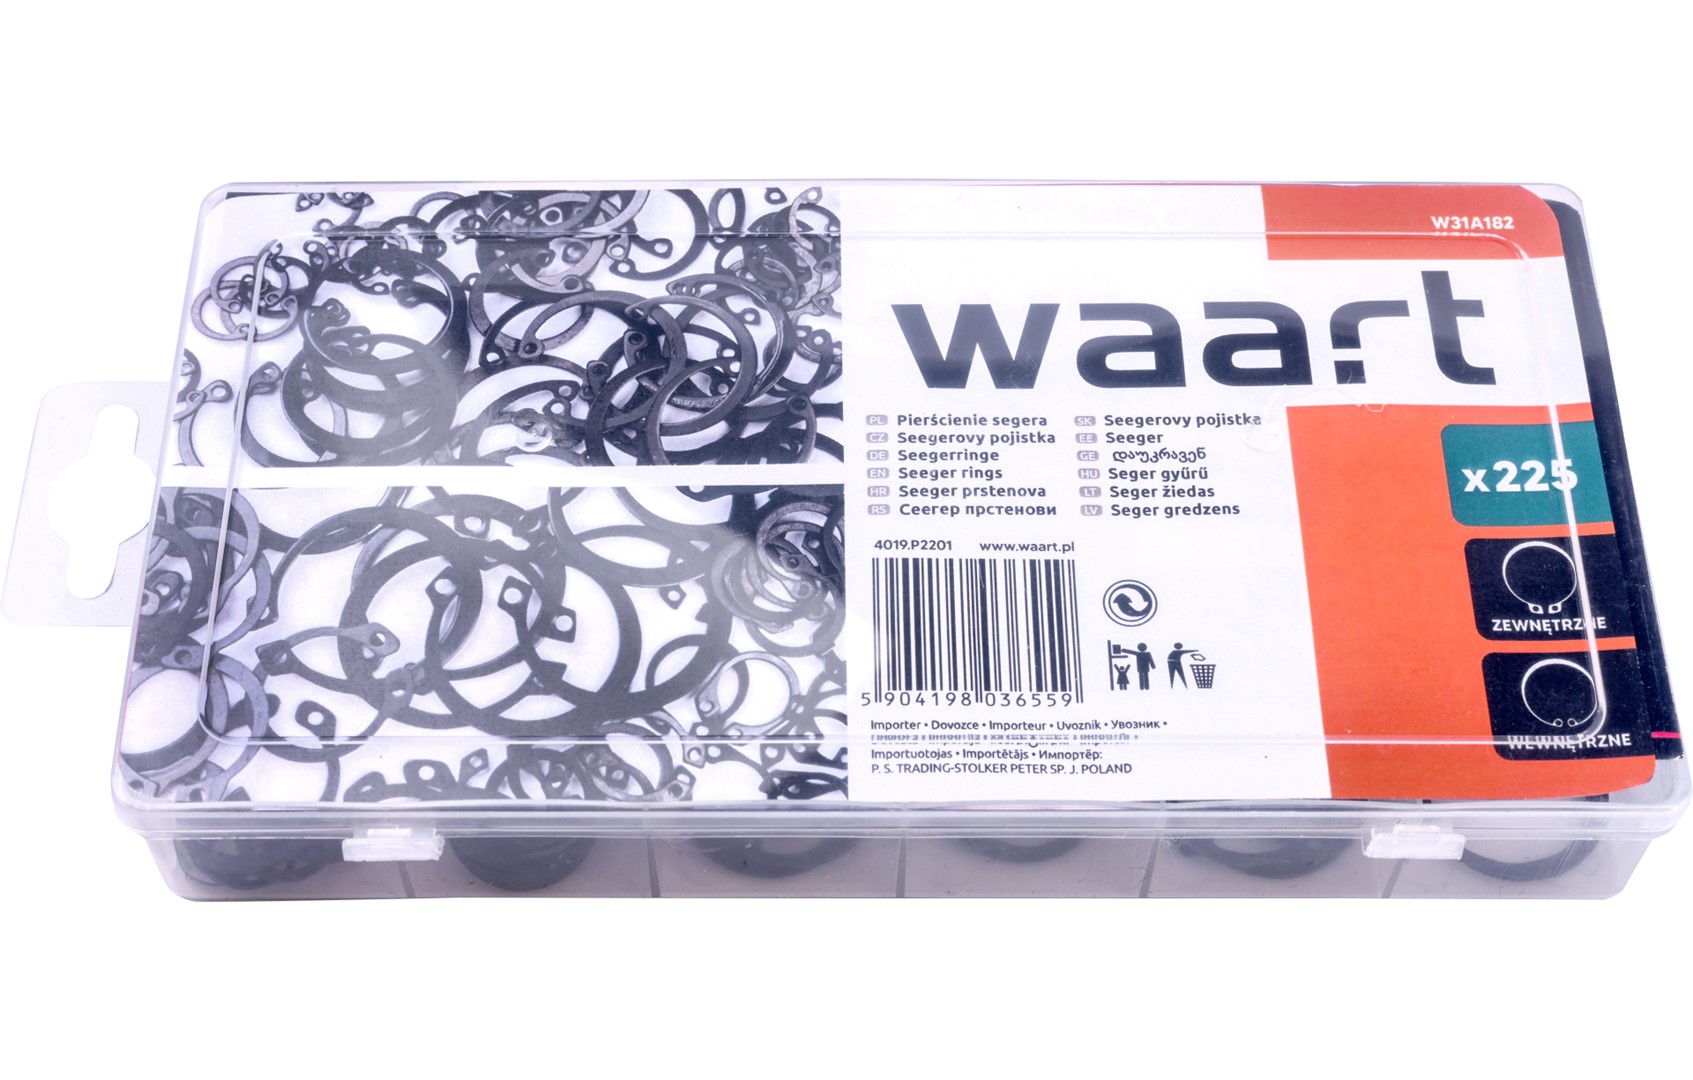 W31A182
waart
PL Pierścienie segera
CZ Seegerovy pojistka
DE Seegerringe
EN Seeger rings
HR Seeger prstenova
RS Сеегер прстенови
SK Seegerovy pojistka
EE Seeger
GE დაუკრავენ
HU Seger gyűrű
LT Seger žiedas
LV Seger gredzens
x225
ZEWNĘTRZNE
WEWNĘTRZNE
4019.P2201 www.waart.pl
5 904198 036559
Importer • Dovozce • Importeur • Uvoznik • Увозник •
Importuotojas • Importētājs • Импортёр:
P. S. TRADING-STOLKER PETER SP. J. POLAND